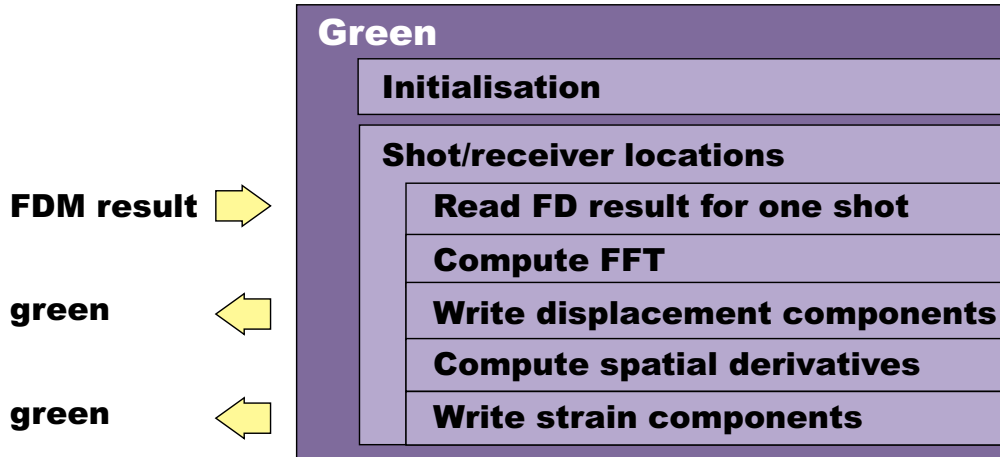 Green
Initialisation
Shot/receiver locations
FDM result
Read FD result for one shot
Compute FFT
green
Write displacement components
Compute spatial derivatives
green
Write strain components